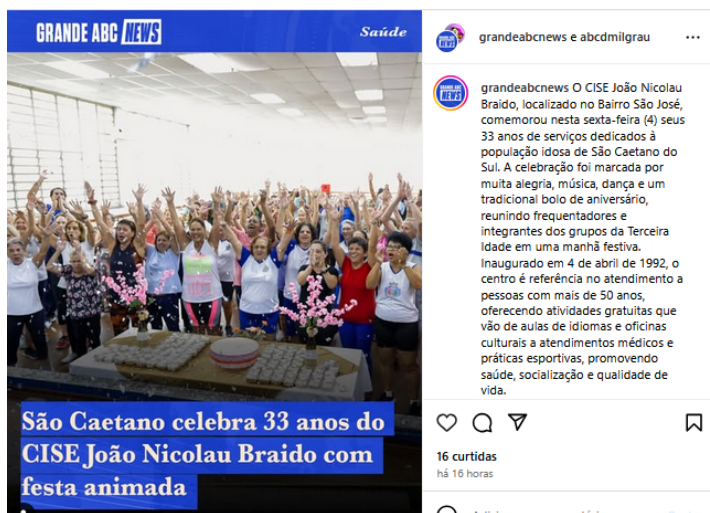 GRANDE ABC NEWS
Saúde
São Caetano celebra 33 anos do
CISE João Nicolau Braido com
festa animada
grandeabcnews e abcdmilgrau
grandeabcnews O CISE João Nicolau
Braido, localizado no Bairro São José,
comemorou nesta sexta-feira (4) seus
33 anos de serviços dedicados à
população idosa de São Caetano do
Sul. A celebração foi marcada por
muita alegria, música, dança e um
tradicional bolo de aniversário,
reunindo frequentadores e
integrantes dos grupos da Terceira
Idade em uma manhã festiva.
Inaugurado em 4 de abril de 1992, o
centro é referência no atendimento a
pessoas com mais de 50 anos,
oferecendo atividades gratuitas que
vão de aulas de idiomas e oficinas
culturais a atendimentos médicos e
práticas esportivas, promovendo
saúde, socialização e qualidade de
vida.
16 curtidas
há 16 horas